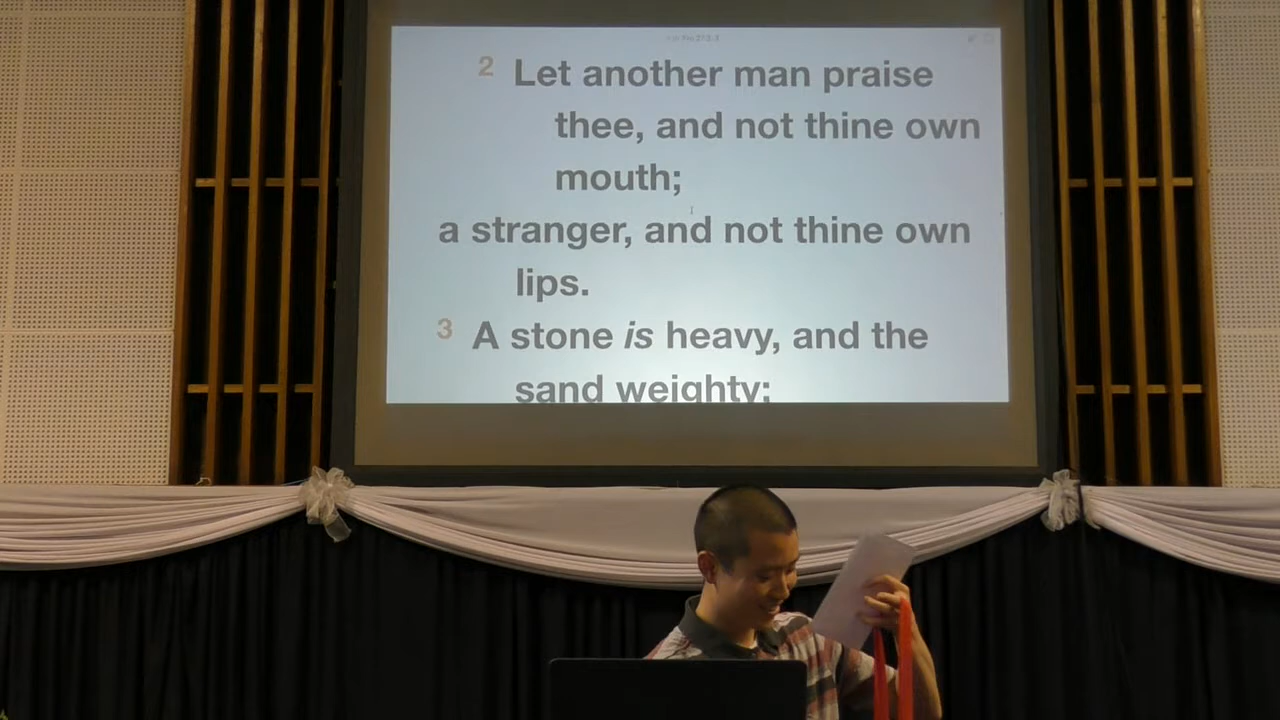 2 Let another man praise
thee, and not thine own
mouth;
a stranger, and not thine own
lips.
3 A stone is heavy, and the
sand weighty;